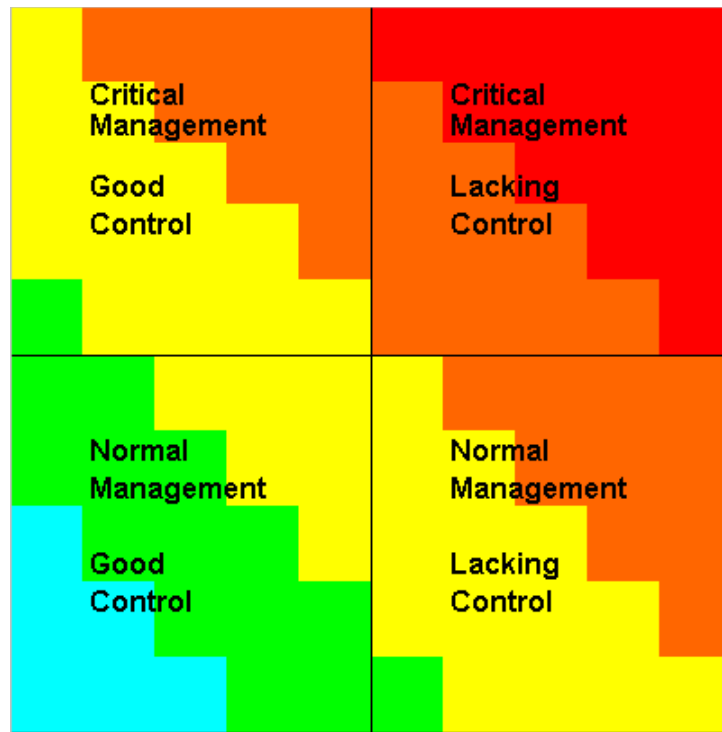 Critical
Management
Good
Control
Critical
Management
Lacking
Control
Normal
Management
Good
Control
Normal
Management
Lacking
Control